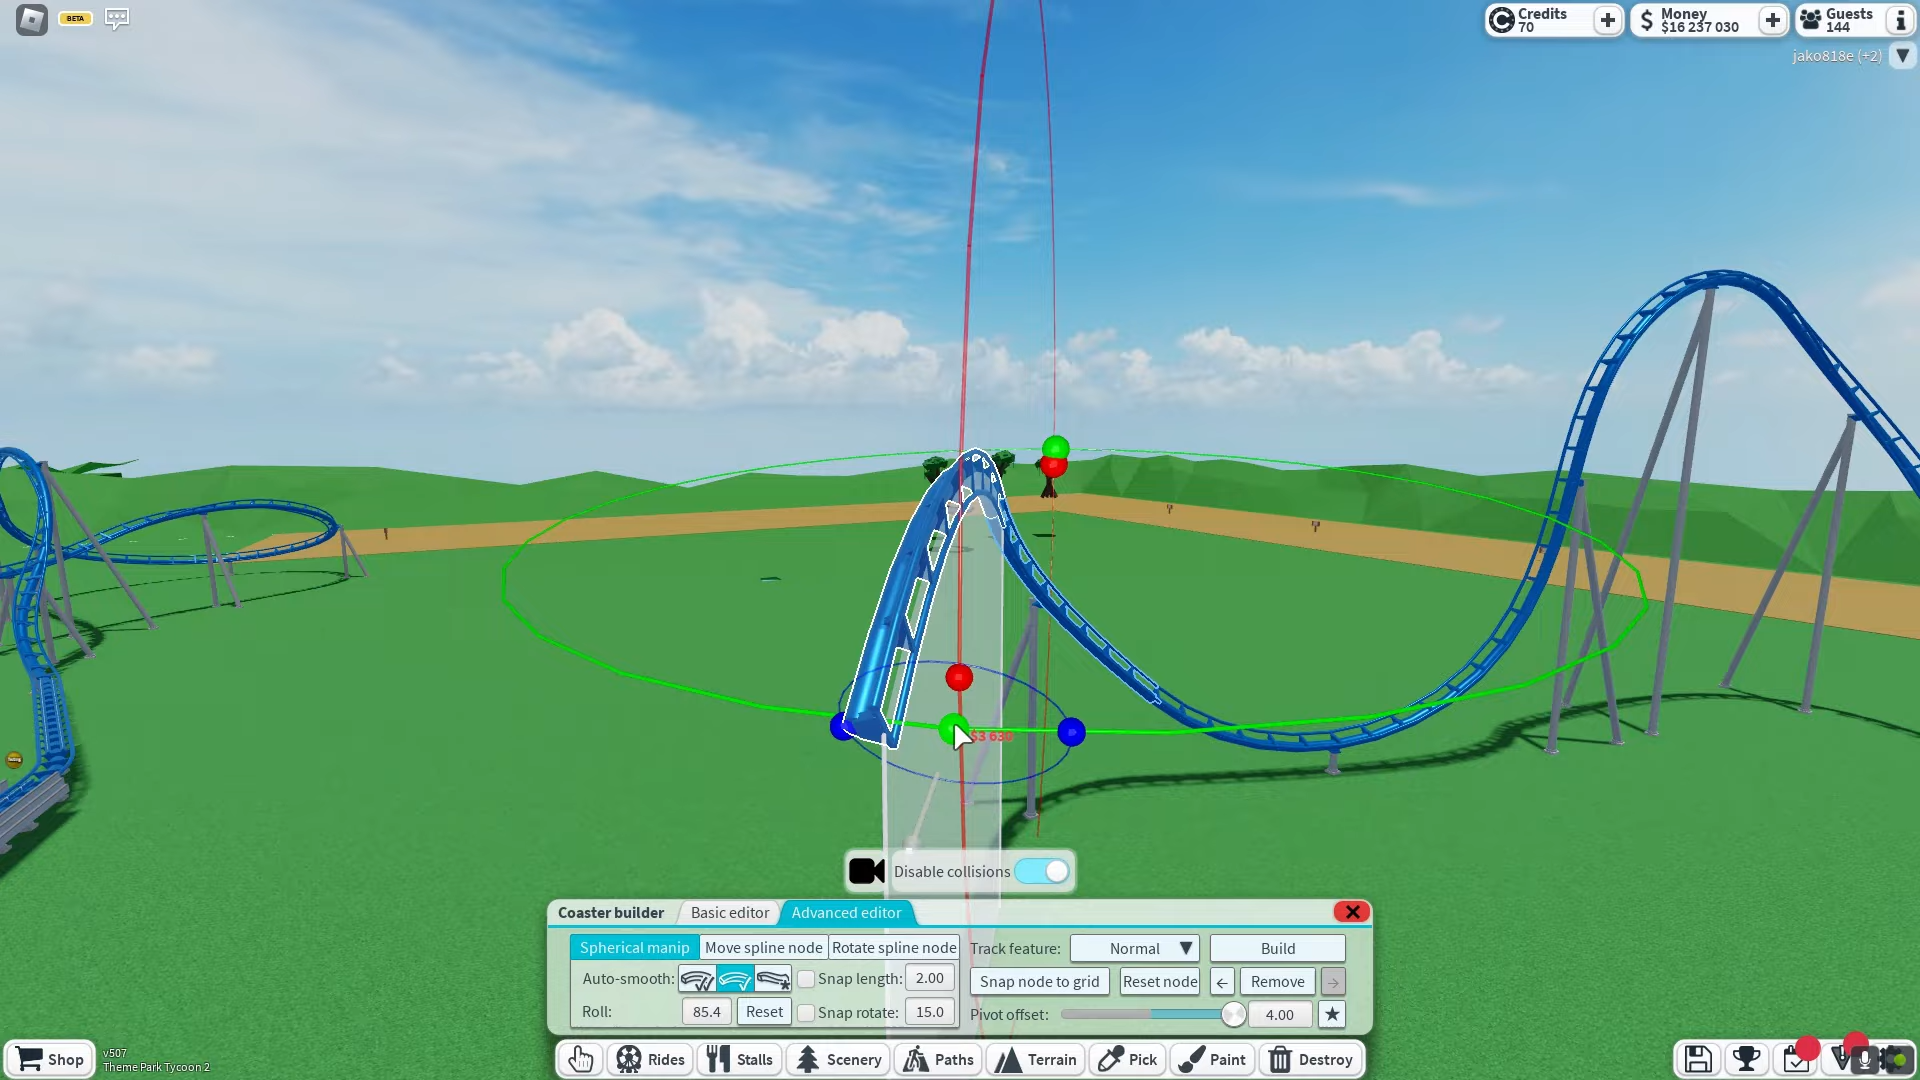 BETA
Credits
70
Money
$16 237 030
Guests
144
jako818e (+2)
$3 630
Disable collisions
Coaster builder
Basic editor
Advanced editor
Spherical manip
Move spline node
Rotate spline node
Track feature:
Normal
Build
Auto-smooth:
Snap length:
2.00
Snap node to grid
Reset node
Remove
Roll:
85.4
Reset
Snap rotate:
15.0
Pivot offset:
4.00
Shop
v507
Theme Park Tycoon 2
Rides
Stalls
Scenery
Paths
Terrain
Pick
Paint
Destroy